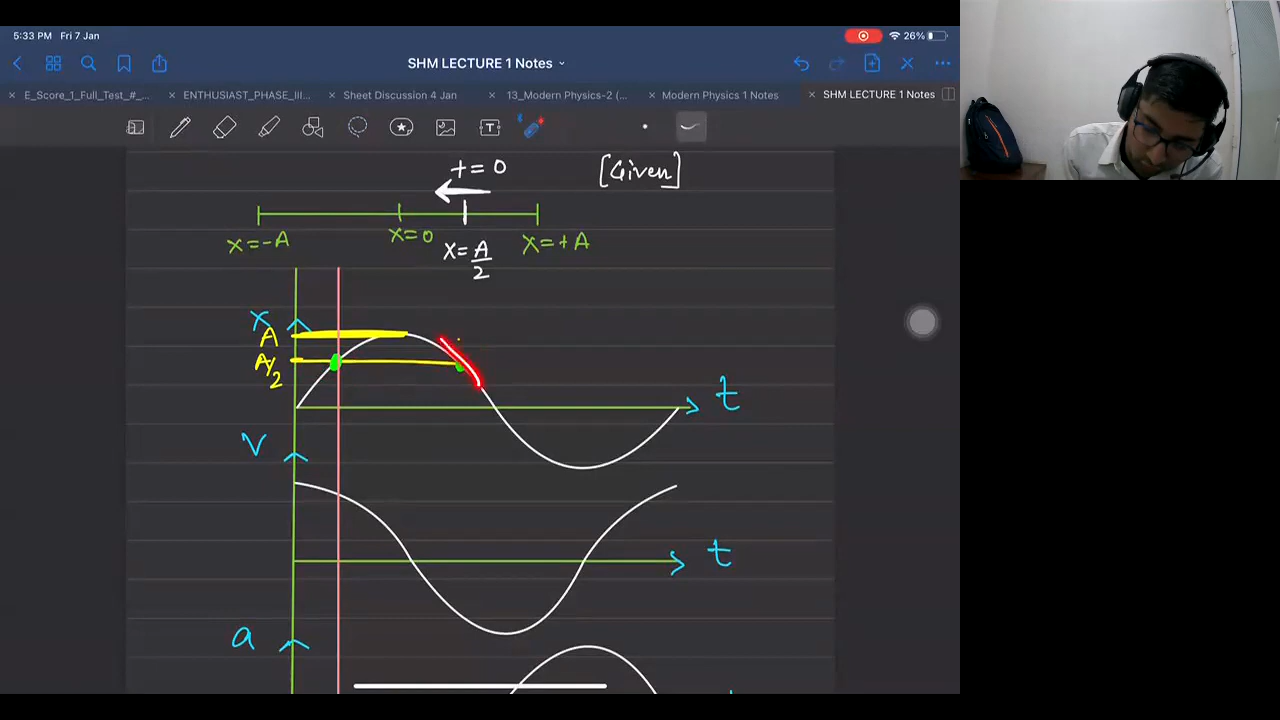 5:33 PM Fri 7 Jan
26%
SHM LECTURE 1 Notes
E_Score_1_Full_Test_#_...
ENTHUSIAST_PHASE_III...
Sheet Discussion 4 Jan
13_Modern Physics-2 (...
Modern Physics 1 Notes
SHM LECTURE 1 Notes
t=0 [Given]
x=-A x=0 x=A/2 x=+A
x
A
A/2
t
v
t
a